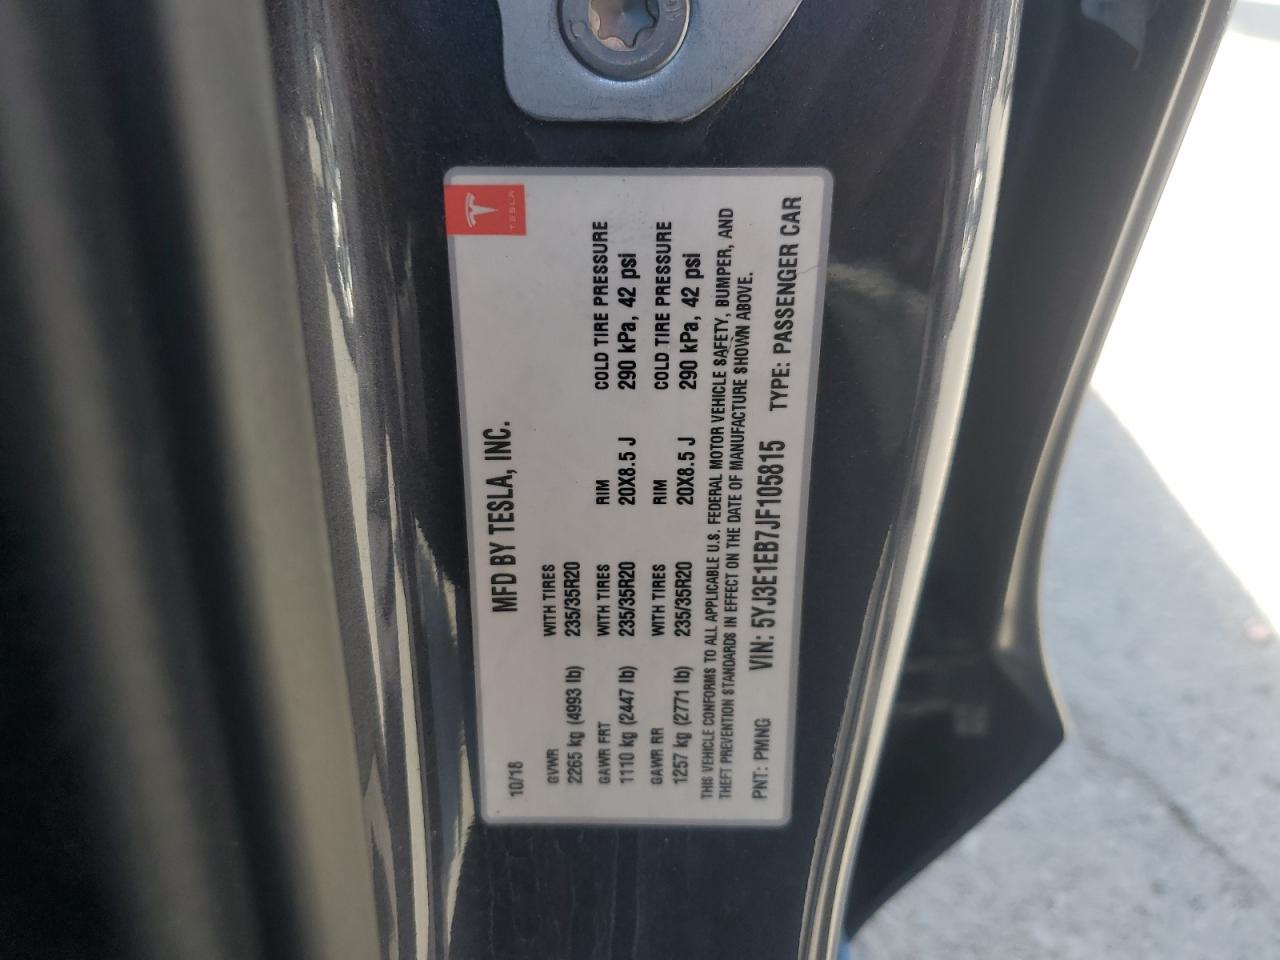 TESLA
MFD BY TESLA, INC.
10/18
GVWR WITH TIRES
2265 kg (4993 lb) 235/35R20
GAWR FRT WITH TIRES RIM COLD TIRE PRESSURE
1110 kg (2447 lb) 235/35R20 20X8.5 J 290 kPa, 42 psi
GAWR RR WITH TIRES RIM COLD TIRE PRESSURE
1257 kg (2771 lb) 235/35R20 20X8.5 J 290 kPa, 42 psi
THIS VEHICLE CONFORMS TO ALL APPLICABLE U.S. FEDERAL MOTOR VEHICLE SAFETY, BUMPER, AND
THEFT PREVENTION STANDARDS IN EFFECT ON THE DATE OF MANUFACTURE SHOWN ABOVE.
PNT: PMNG VIN: 5YJ3E1EB7JF105815 TYPE: PASSENGER CAR